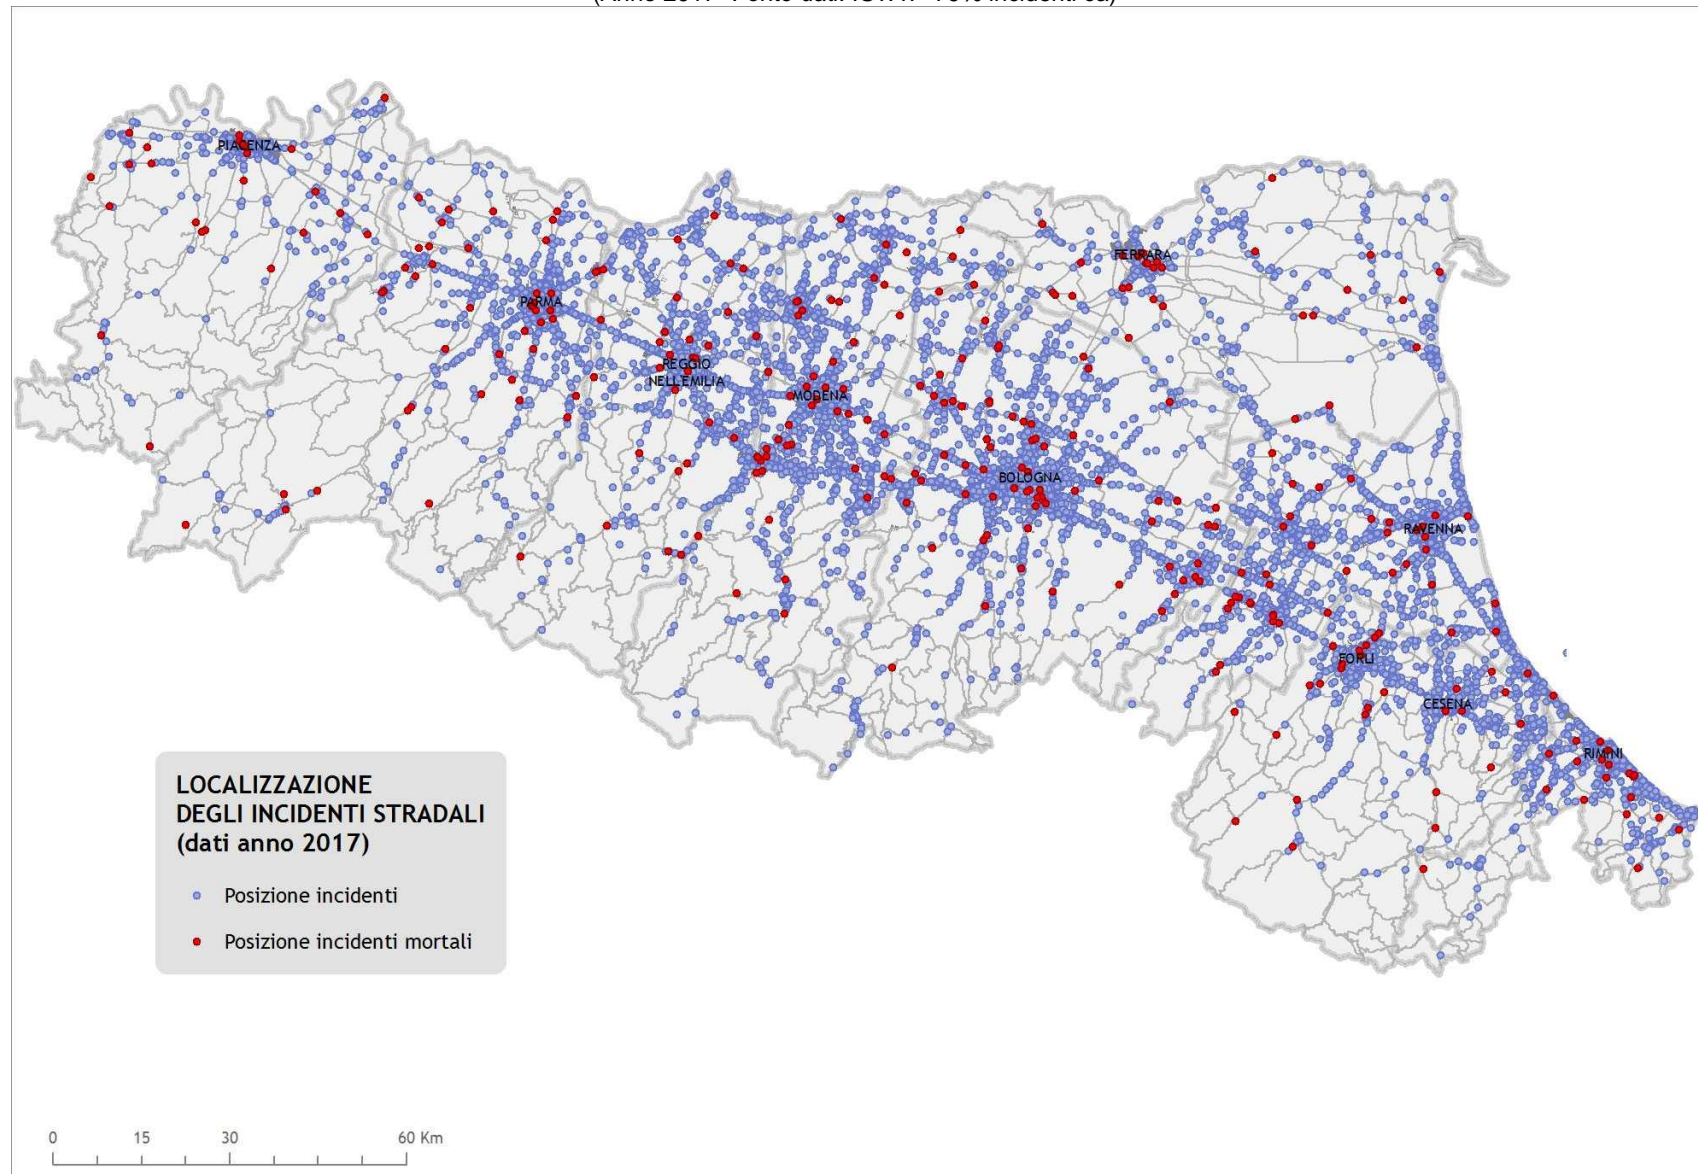 PIACENZA
FERRARA
PARMA
REGGIO
NELL'EMILIA
MODENA
BOLOGNA
RAVENNA
FORLI
CESENA
RIMINI
LOCALIZZAZIONE
DEGLI INCIDENTI STRADALI
(dati anno 2017)
Posizione incidenti
Posizione incidenti mortali
0 15 30 60 Km